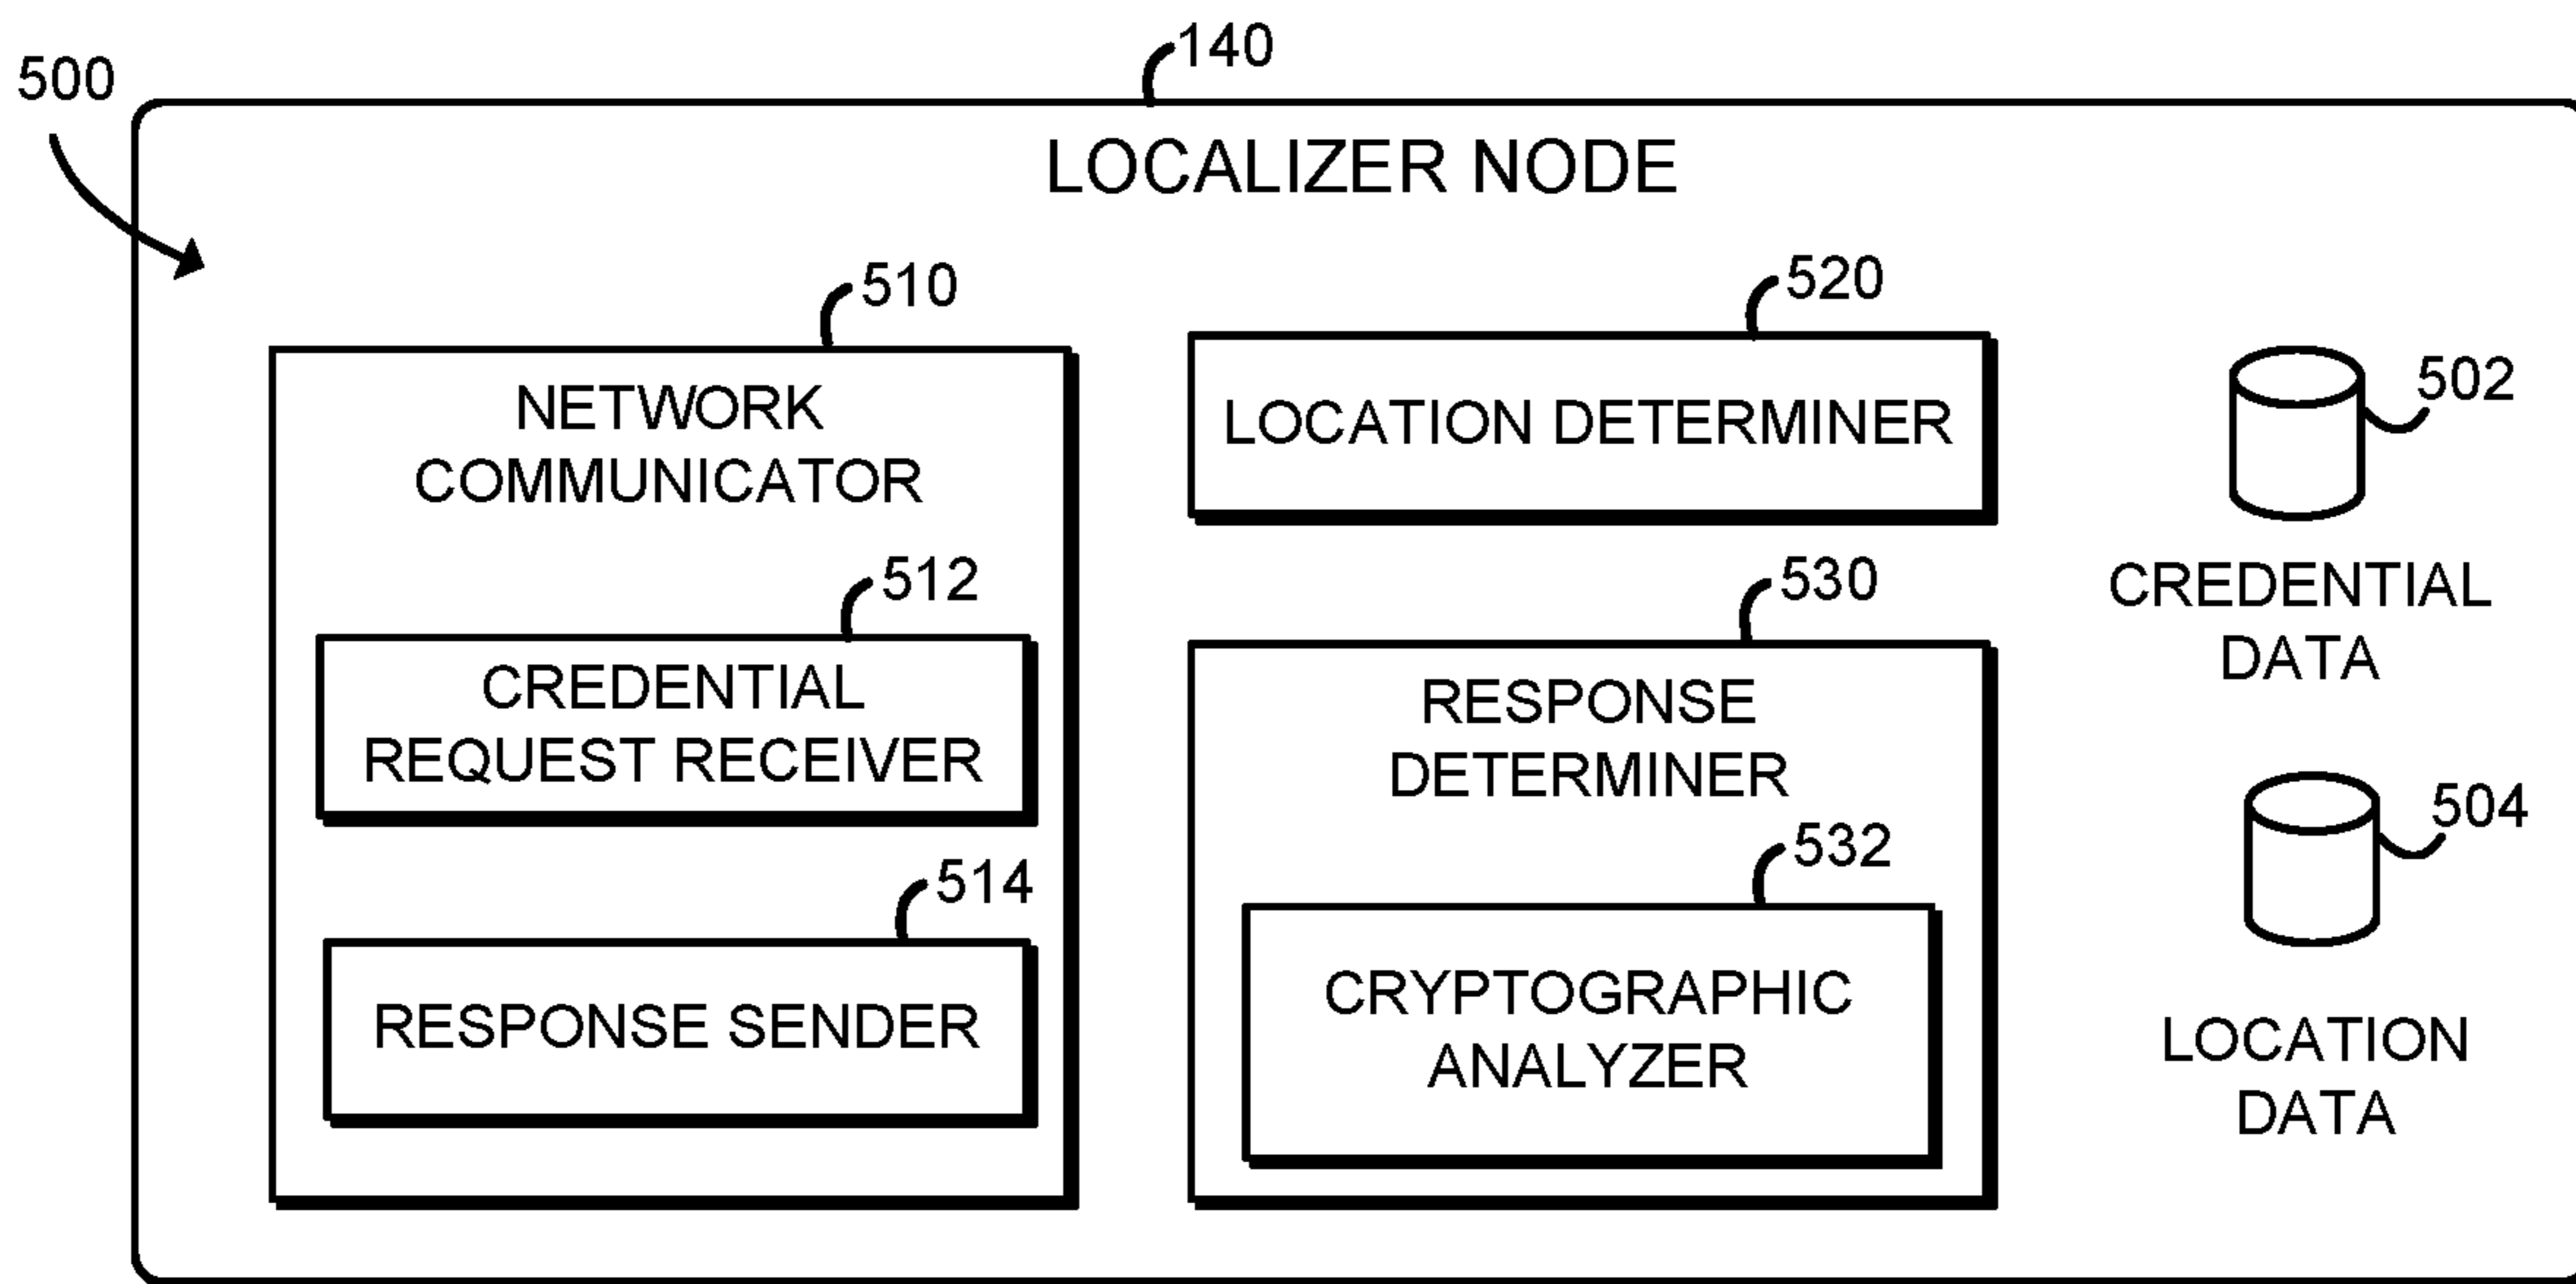 140
500
LOCALIZER NODE
510
NETWORK
COMMUNICATOR
512
CREDENTIAL
REQUEST RECEIVER
514
RESPONSE SENDER
520
LOCATION DETERMINER
530
RESPONSE
DETERMINER
532
CRYPTOGRAPHIC
ANALYZER
502
CREDENTIAL
DATA
504
LOCATION
DATA